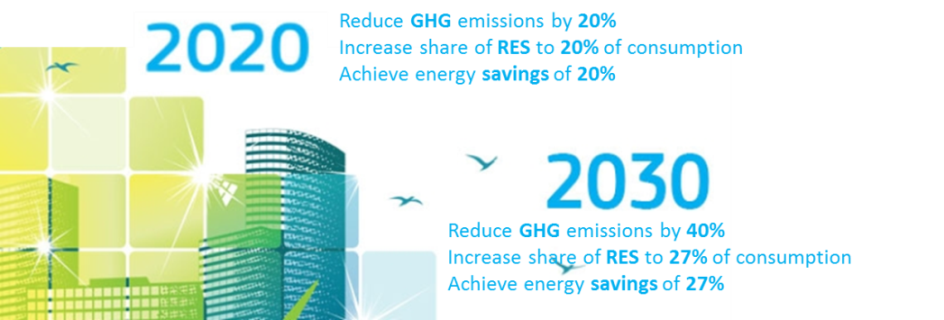 2020
Reduce GHG emissions by 20%
Increase share of RES to 20% of consumption
Achieve energy savings of 20%
2030
Reduce GHG emissions by 40%
Increase share of RES to 27% of consumption
Achieve energy savings of 27%